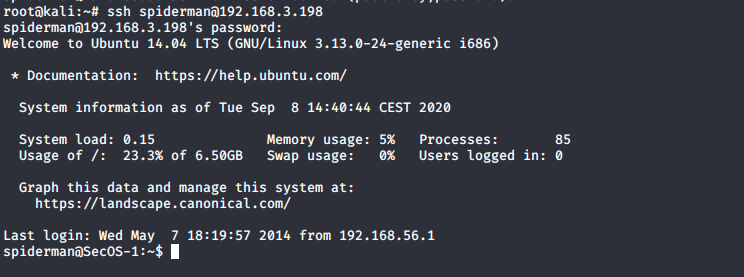 root@kali:~# ssh spiderman@192.168.3.198
spiderman@192.168.3.198's password:
Welcome to Ubuntu 14.04 LTS (GNU/Linux 3.13.0-24-generic i686)
* Documentation:  https://help.ubuntu.com/
System information as of Tue Sep  8 14:40:44 CEST 2020
System load: 0.15              Memory usage: 5%   Processes:       85
Usage of /:  23.3% of 6.50GB   Swap usage:   0%   Users logged in: 0
Graph this data and manage this system at:
https://landscape.canonical.com/
Last login: Wed May  7 18:19:57 2014 from 192.168.56.1
spiderman@SecOS-1:~$